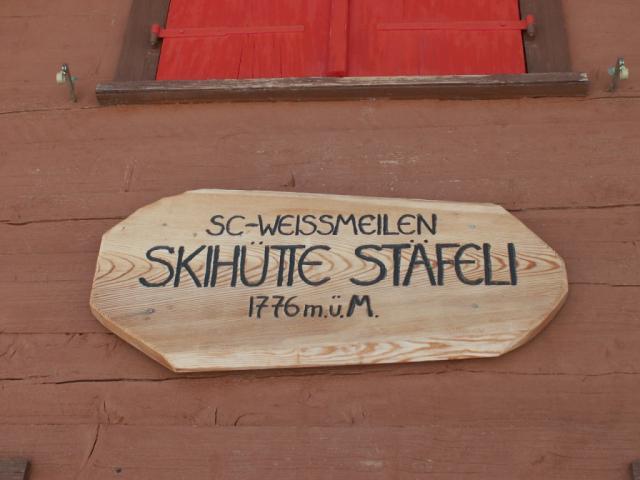 SC-WEISSMEILEN
SKIHÜTTE STÄFELI
1776 m.ü.M.